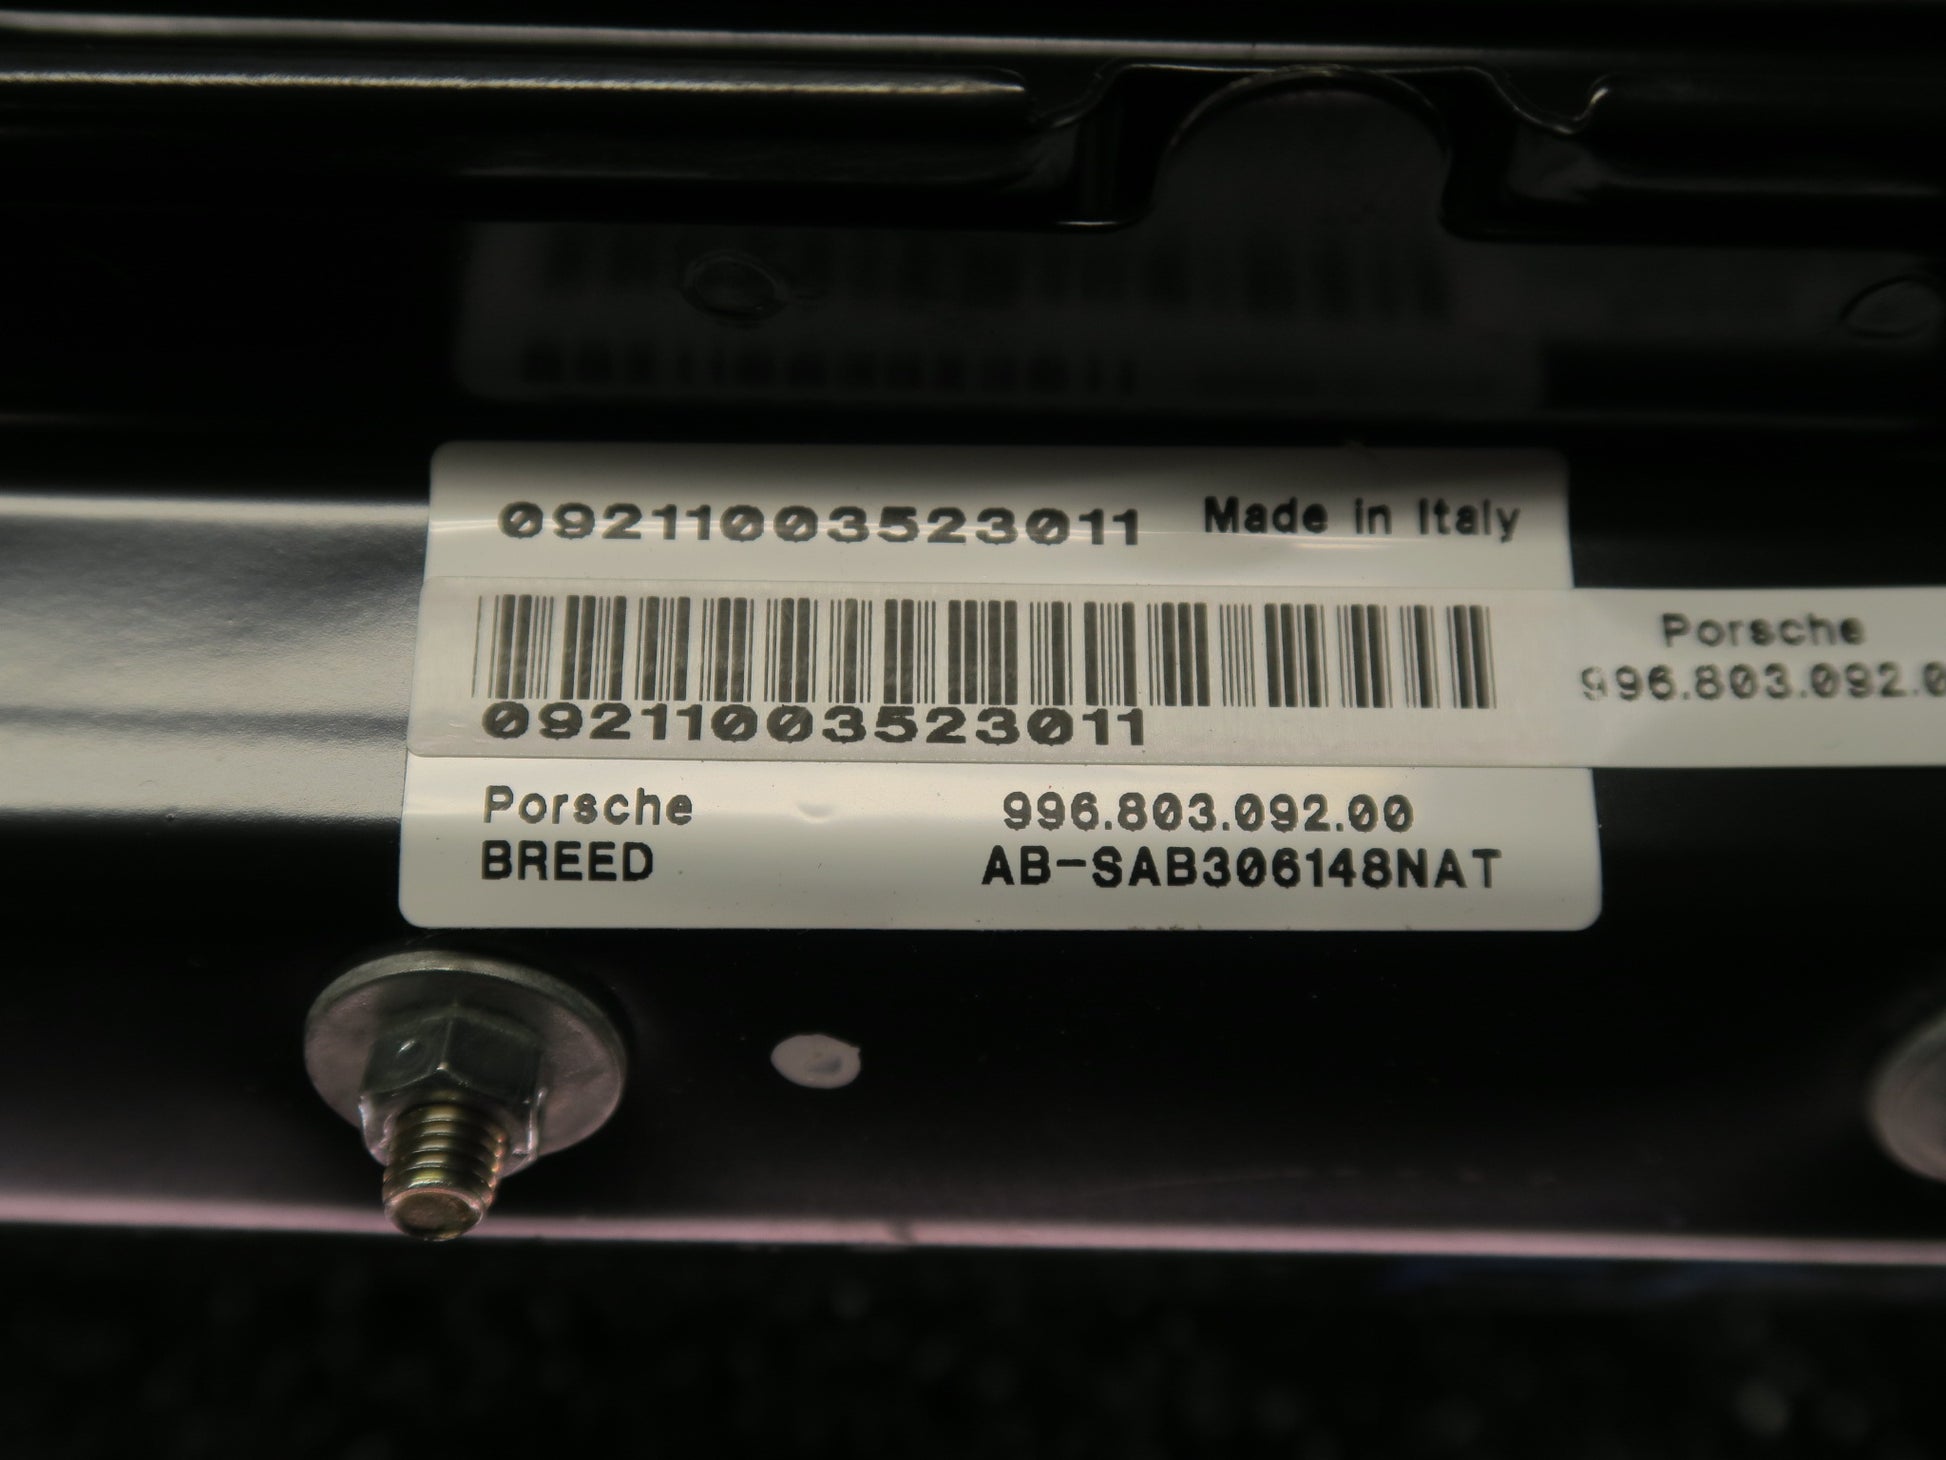 09211003523011 Made in Italy
09211003523011
Porsche 996.803.092.00
BREED AB-SAB306148NAT
Porsche
996.803.092.0